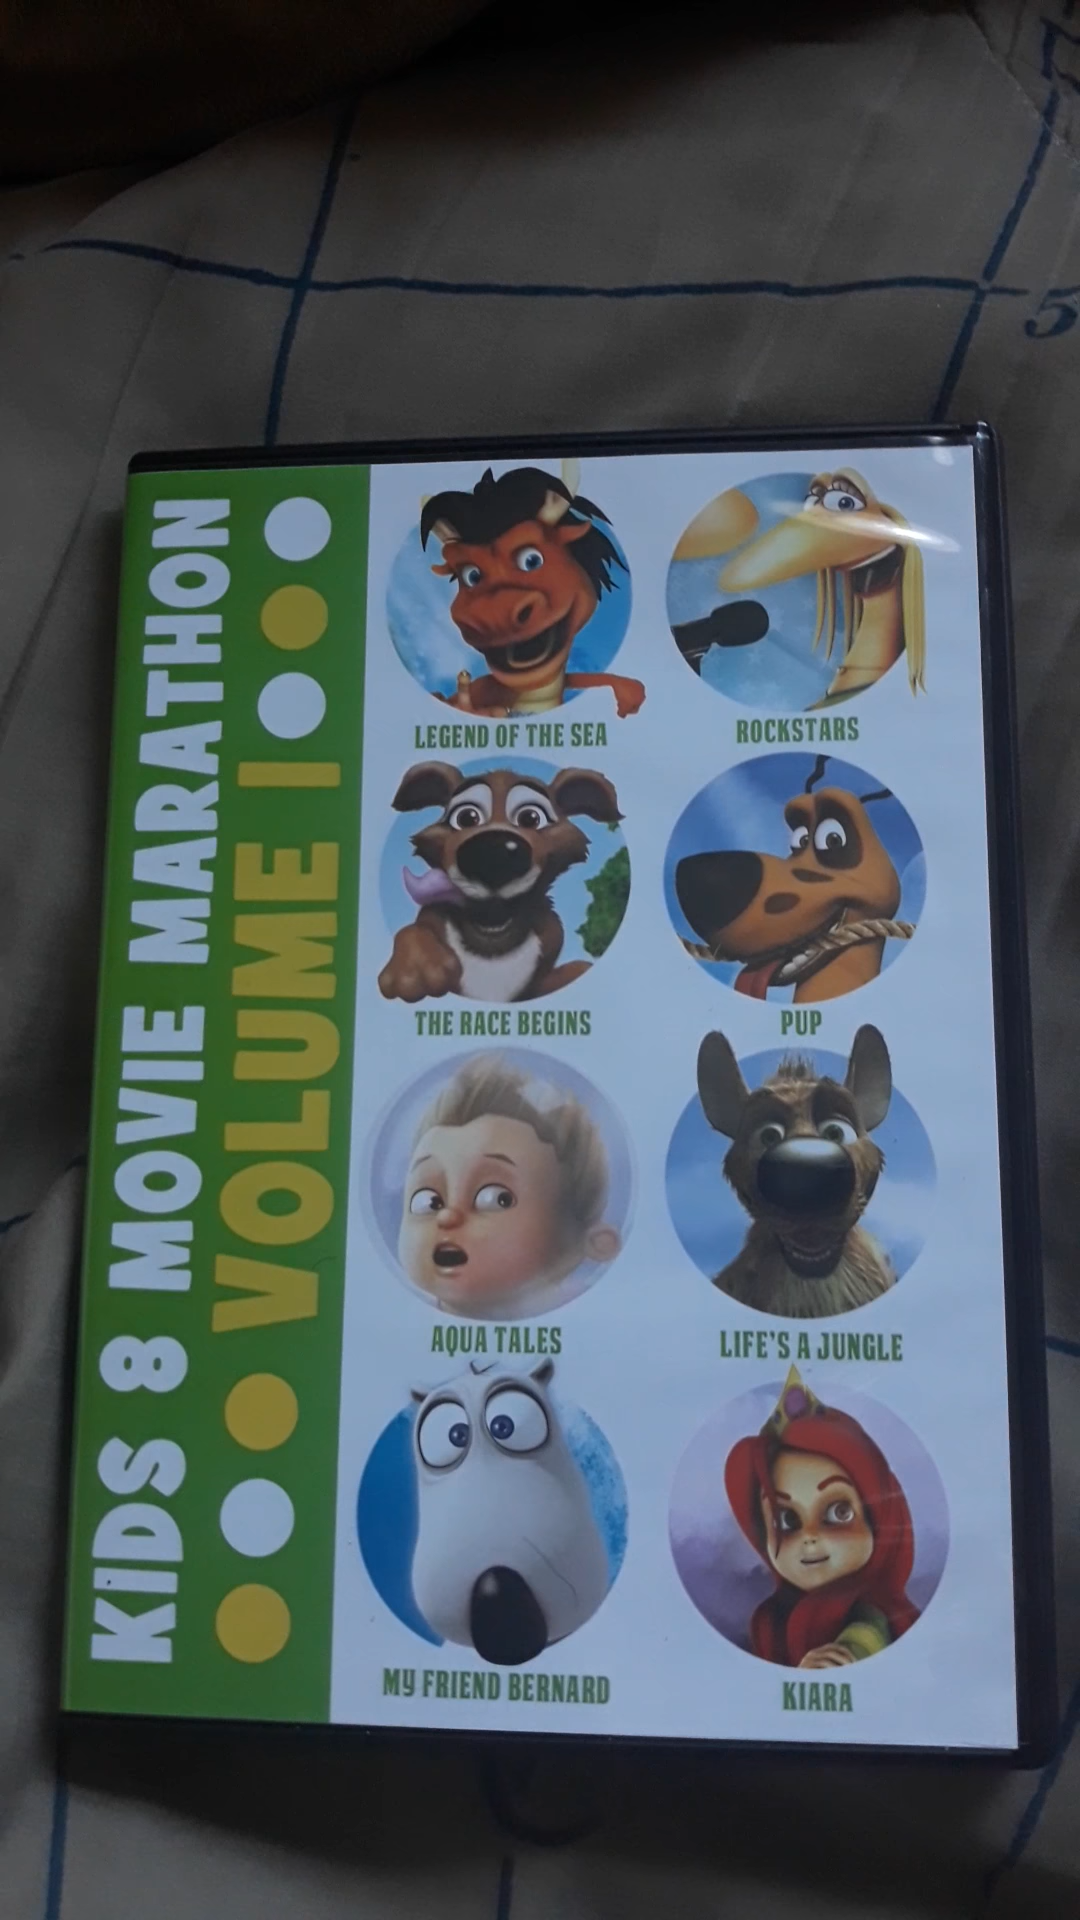 KIDS 8 MOVIE MARATHON
VOLUME 1
LEGEND OF THE SEA
ROCKSTARS
THE RACE BEGINS
PUP
AQUA TALES
LIFE'S A JUNGLE
MY FRIEND BERNARD
KIARA
5